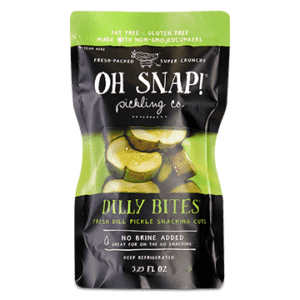 FAT FREE - GLUTEN FREE
MADE WITH NON-GMO CUCUMBERS
TEAR HERE
FRESH-PACKED SUPER CRUNCHY
OH SNAP!
pickling co.
DILLY BITES
FRESH DILL PICKLE SNACKING CUTS
NO BRINE ADDED
GREAT FOR ON THE GO SNACKING
KEEP REFRIGERATED
3.25 FL OZ